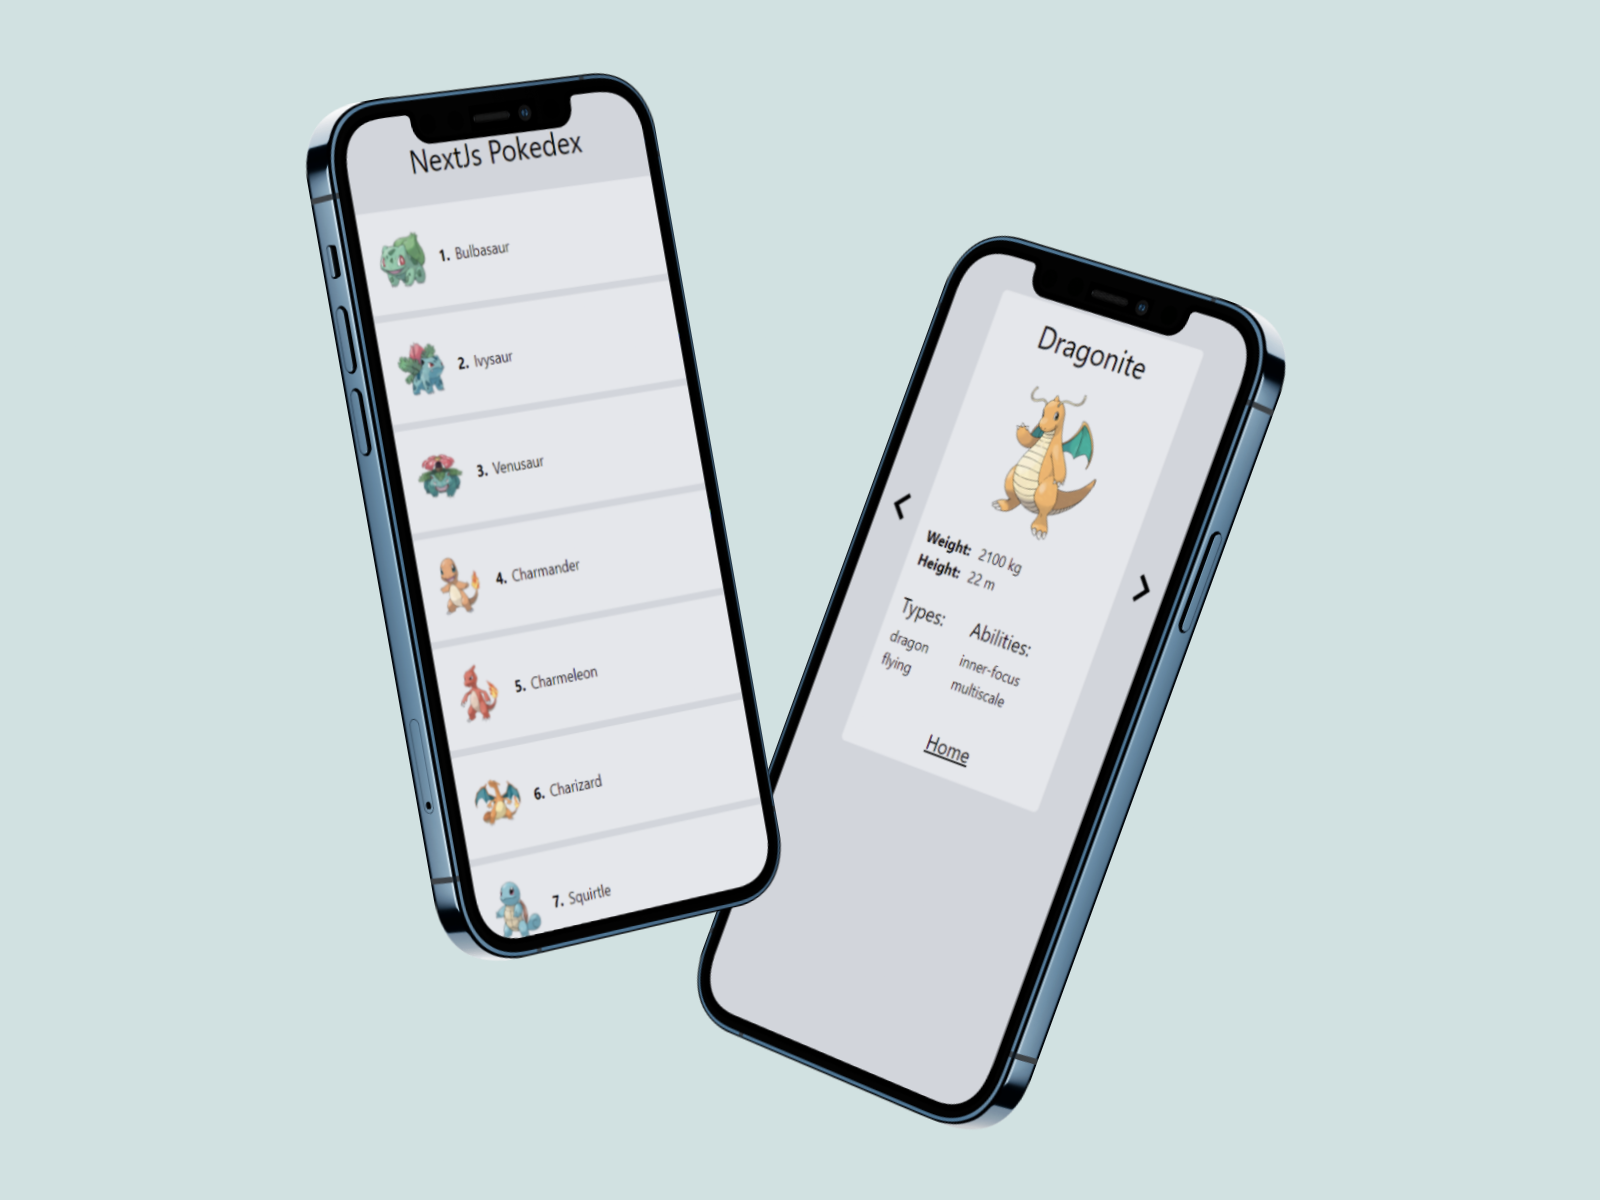 NextJs Pokedex
1. Bulbasaur
2. Ivysaur
3. Venusaur
4. Charmander
5. Charmeleon
6. Charizard
7. Squirtle
Dragonite
Weight: 2100 kg
Height: 22 m
Types:
dragon
flying
Abilities:
inner-focus
multiscale
Home